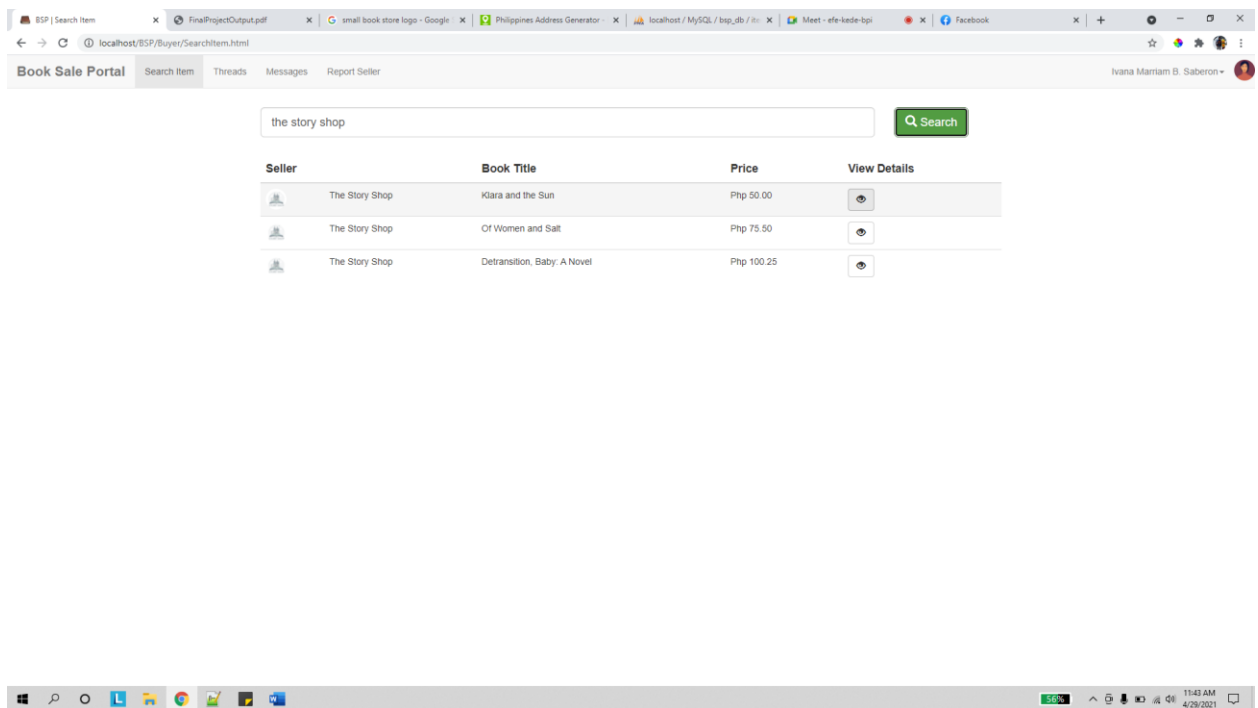 BSP | Search Item
FinalProjectOutput.pdf
small book store logo - Google
Philippines Address Generator -
localhost / MySQL / bsp_db / ite
Meet - efe-kede-bpi
Facebook
localhost/BSP/Buyer/SearchItem.html
Book Sale Portal Search Item Threads Messages Report Seller Ivana Marriam B. Saberon
the story shop Search
Seller Book Title Price View Details
The Story Shop Klara and the Sun Php 50.00
The Story Shop Of Women and Salt Php 75.50
The Story Shop Detransition, Baby: A Novel Php 100.25
56% 11:43 AM
4/29/2021